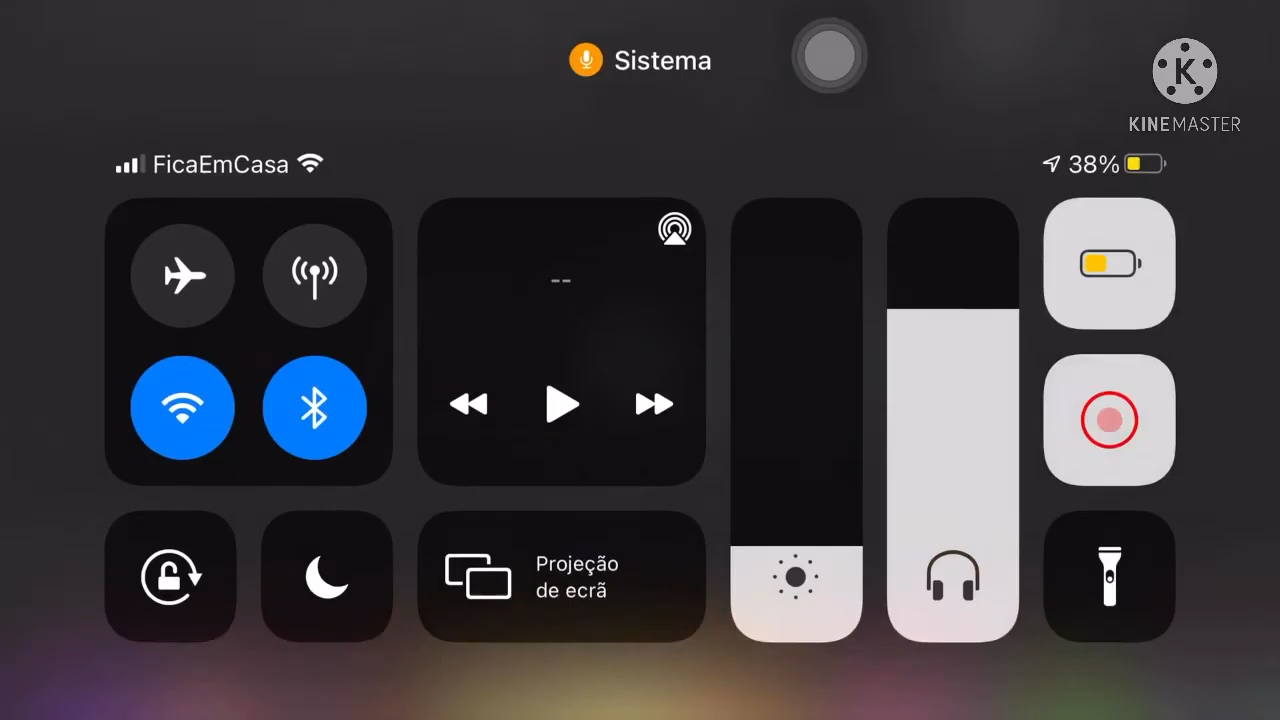 Sistema
KINEMASTER
FicaEmCasa
38%
--
Projeção
de ecrã